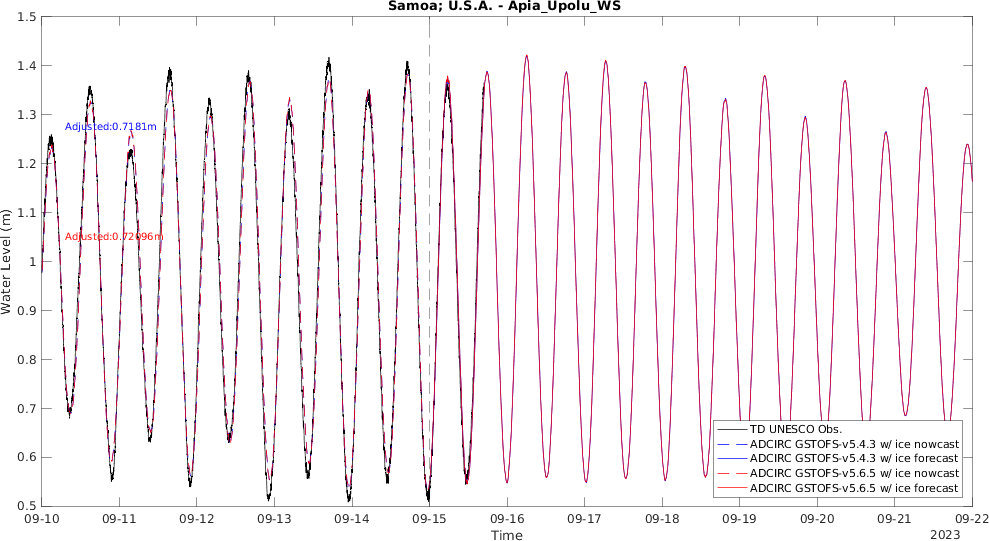 Samoa; U.S.A. - Apia_Upolu_WS
1.5
1.4
1.3
Adjusted:0.7181m
1.2
1.1
Adjusted:0.72096m
Water Level (m)
1
0.9
0.8
0.7
0.6
0.5
TD UNESCO Obs.
ADCIRC GSTOFS-v5.4.3 w/ ice nowcast
ADCIRC GSTOFS-v5.4.3 w/ ice forecast
ADCIRC GSTOFS-v5.6.5 w/ ice nowcast
ADCIRC GSTOFS-v5.6.5 w/ ice forecast
09-10 09-11 09-12 09-13 09-14 09-15 09-16 09-17 09-18 09-19 09-20 09-21 09-22
Time
2023